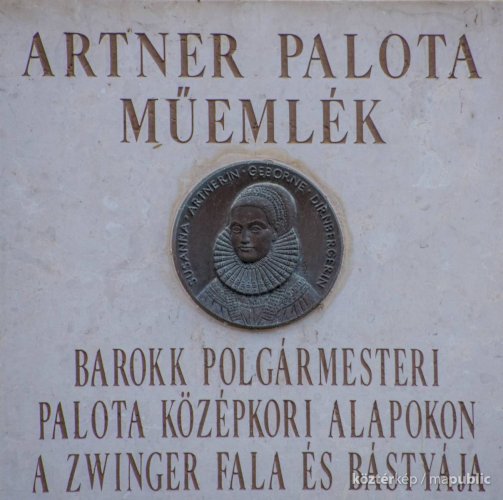 ARTNER PALOTA
MŰEMLÉK
SUSANNA · ARTNERIN · GEBORNE · DIRNBERGERIN
BAROKK POLGÁRMESTERI
PALOTA KÖZÉPKORI ALAPOKON
A ZWINGER FALA ÉS BÁSTYÁJA
köztérkép / mapublic